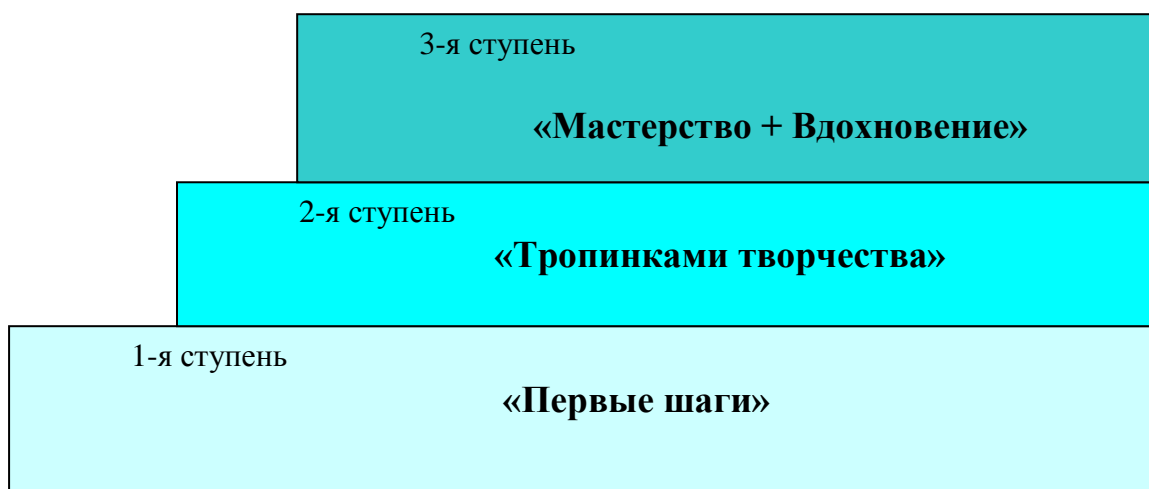 3-я ступень
«Мастерство + Вдохновение»
2-я ступень
«Тропинками творчества»
1-я ступень
«Первые шаги»